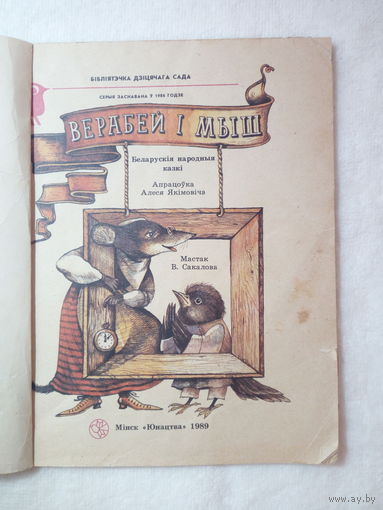 БІБЛІЯТЭЧКА ДЗІЦЯЧАГА САДА
СЕРЫЯ ЗАСНАВАНА Ў 1986 ГОДЗЕ
ВЕРАБЕЙ І МЫШ
Беларускія народныя
казкі
Апрацоўка
Алеся Якімовіча
Мастак
В. Сакалова
Мінск «Юнацтва» 1989
ay.by